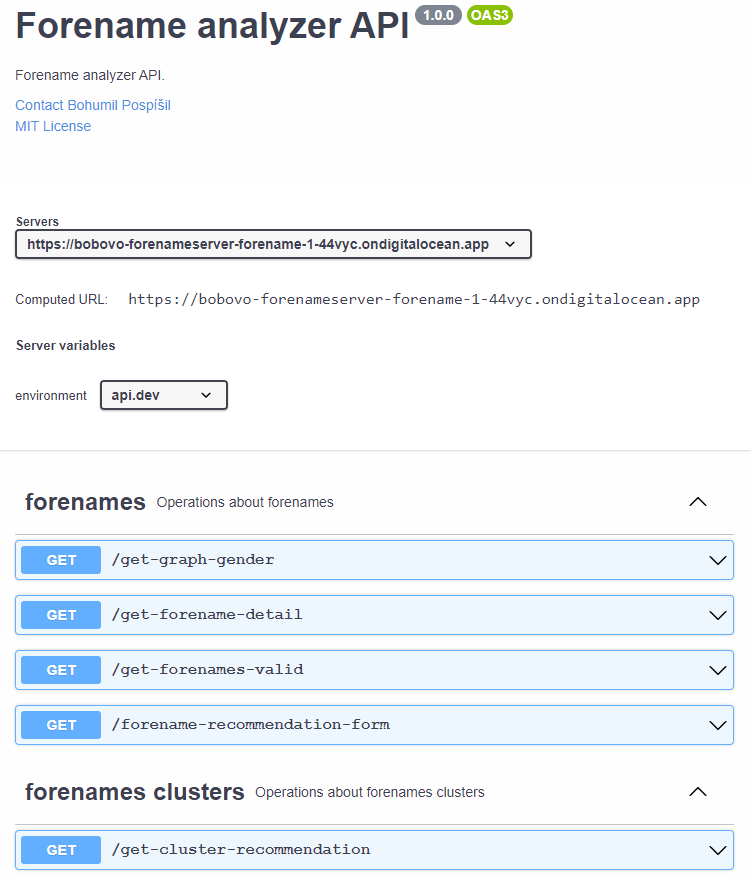 Forename analyzer API 1.0.0 OAS3
Forename analyzer API.
Contact Bohumil Pospíšil
MIT License
Servers
https://bobovo-forenameserver-forename-1-44vyc.ondigitalocean.app
Computed URL: https://bobovo-forenameserver-forename-1-44vyc.ondigitalocean.app
Server variables
environment api.dev
forenames Operations about forenames
GET /get-graph-gender
GET /get-forename-detail
GET /get-forenames-valid
GET /forename-recommendation-form
forenames clusters Operations about forenames clusters
GET /get-cluster-recommendation